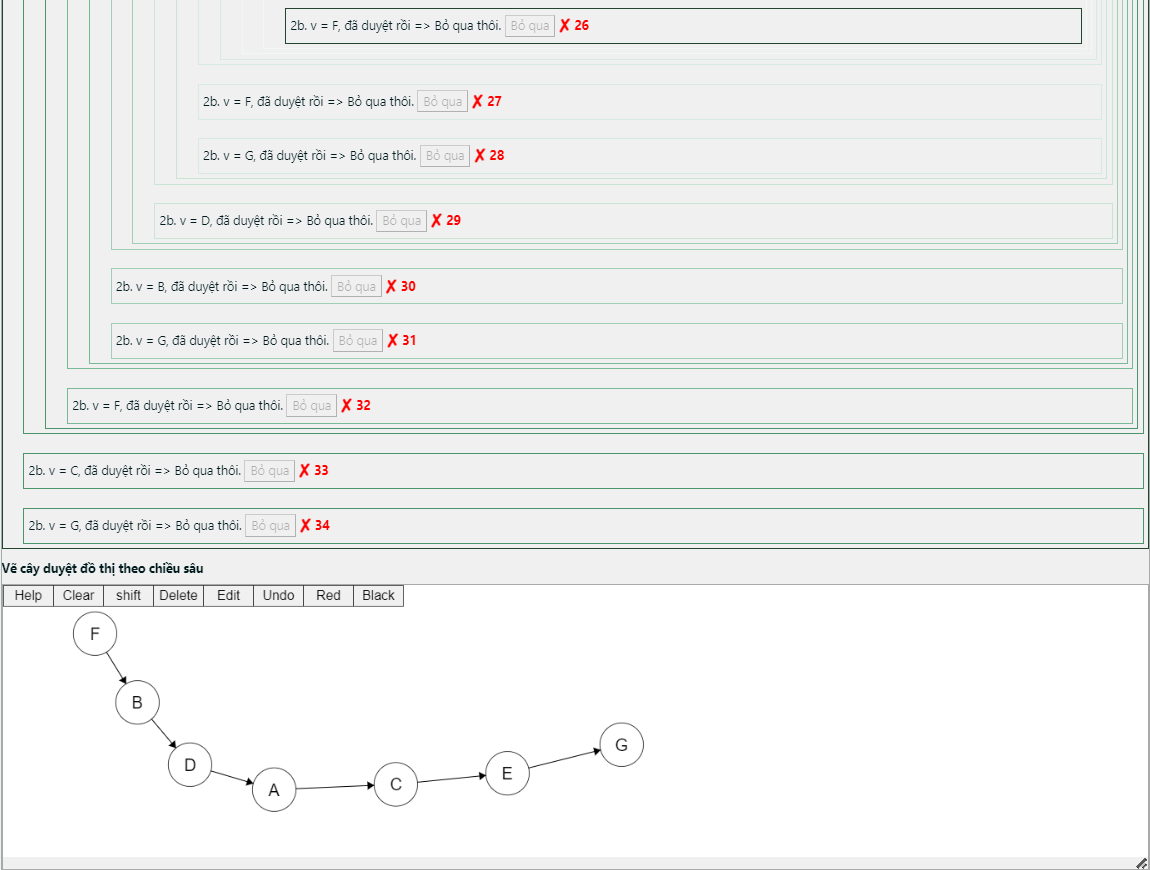 2b. v = F, đã duyệt rồi => Bỏ qua thôi. Bỏ qua ✗ 26
2b. v = F, đã duyệt rồi => Bỏ qua thôi. Bỏ qua ✗ 27
2b. v = G, đã duyệt rồi => Bỏ qua thôi. Bỏ qua ✗ 28
2b. v = D, đã duyệt rồi => Bỏ qua thôi. Bỏ qua ✗ 29
2b. v = B, đã duyệt rồi => Bỏ qua thôi. Bỏ qua ✗ 30
2b. v = G, đã duyệt rồi => Bỏ qua thôi. Bỏ qua ✗ 31
2b. v = F, đã duyệt rồi => Bỏ qua thôi. Bỏ qua ✗ 32
2b. v = C, đã duyệt rồi => Bỏ qua thôi. Bỏ qua ✗ 33
2b. v = G, đã duyệt rồi => Bỏ qua thôi. Bỏ qua ✗ 34
Vẽ cây duyệt đồ thị theo chiều sâu
Help Clear shift Delete Edit Undo Red Black
F
B
D
A
C
E
G